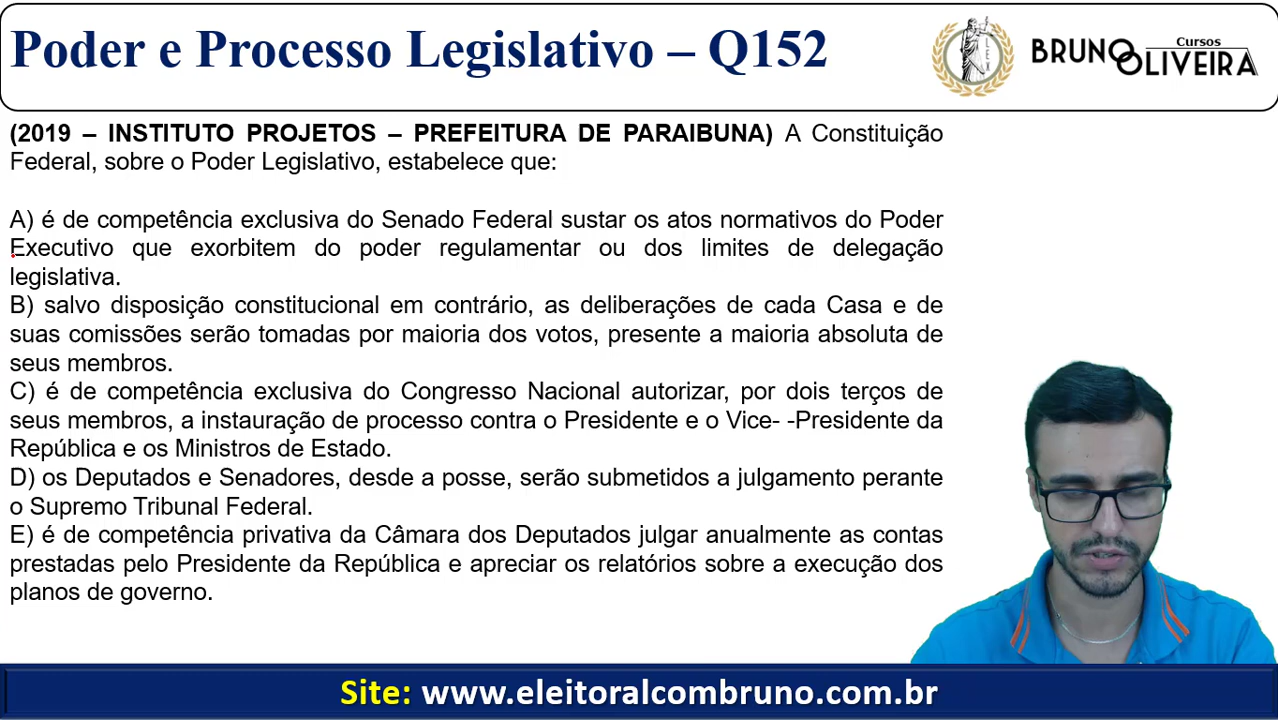 Poder e Processo Legislativo – Q152
LEX
BRUNO
Cursos
OLIVEIRA
(2019 – INSTITUTO PROJETOS – PREFEITURA DE PARAIBUNA) A Constituição
Federal, sobre o Poder Legislativo, estabelece que:
A) é de competência exclusiva do Senado Federal sustar os atos normativos do Poder
Executivo que exorbitem do poder regulamentar ou dos limites de delegação
legislativa.
B) salvo disposição constitucional em contrário, as deliberações de cada Casa e de
suas comissões serão tomadas por maioria dos votos, presente a maioria absoluta de
seus membros.
C) é de competência exclusiva do Congresso Nacional autorizar, por dois terços de
seus membros, a instauração de processo contra o Presidente e o Vice- -Presidente da
República e os Ministros de Estado.
D) os Deputados e Senadores, desde a posse, serão submetidos a julgamento perante
o Supremo Tribunal Federal.
E) é de competência privativa da Câmara dos Deputados julgar anualmente as contas
prestadas pelo Presidente da República e apreciar os relatórios sobre a execução dos
planos de governo.
Site: www.eleitoralcombruno.com.br